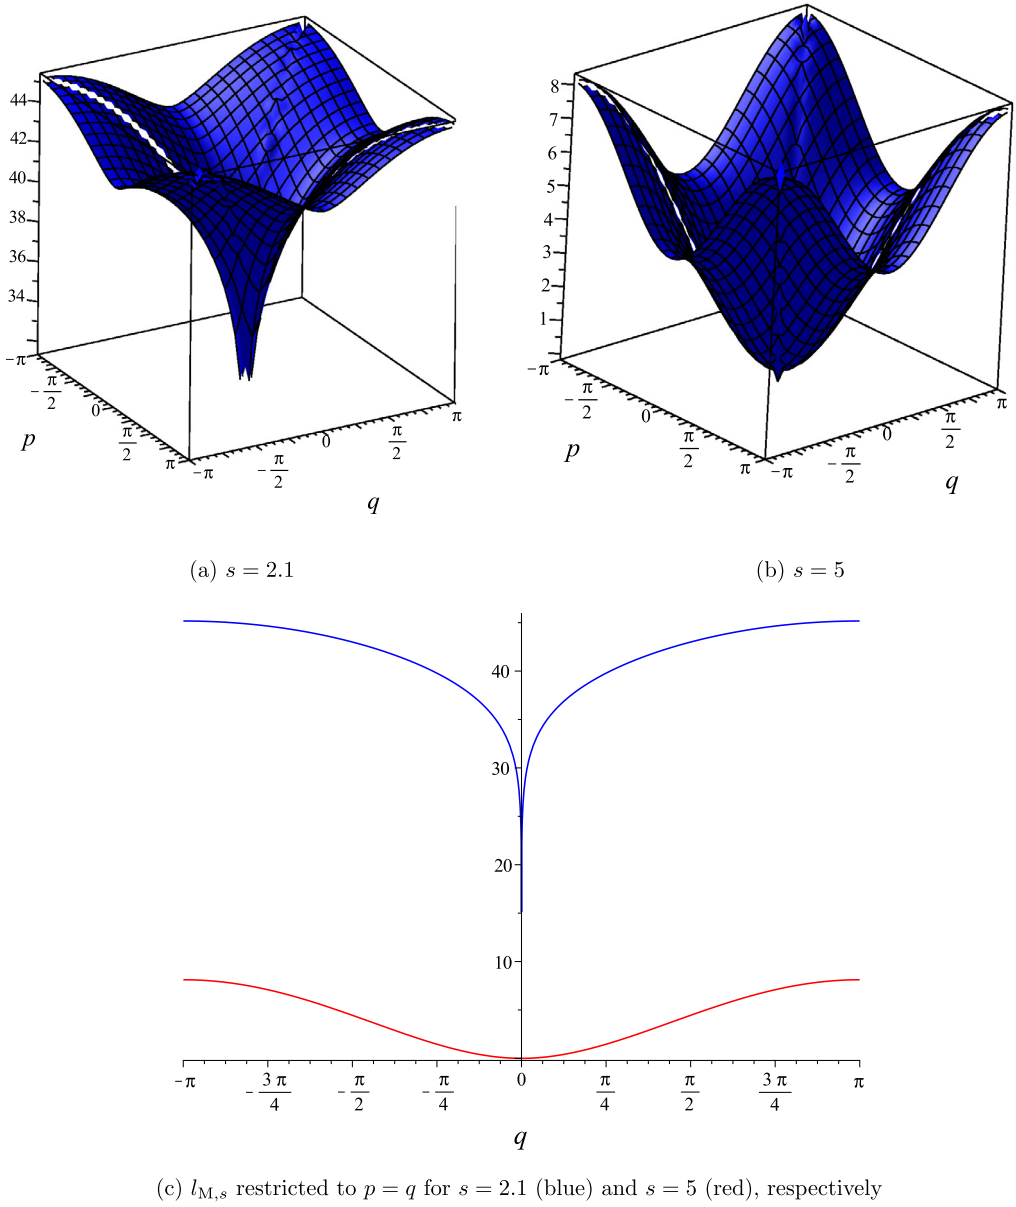 44
42
40
38
36
34
−π
−π/2
0
π/2
π
p
−π
−π/2
0
π/2
π
q
8
7
6
5
4
3
2
1
−π
−π/2
0
π/2
π
p
−π
−π/2
0
π/2
π
q
(a) s = 2.1
(b) s = 5
40
30
20
10
−π
−3π/4
−π/2
−π/4
0
π/4
π/2
3π/4
π
q
(c) l_{M,s} restricted to p = q for s = 2.1 (blue) and s = 5 (red), respectively